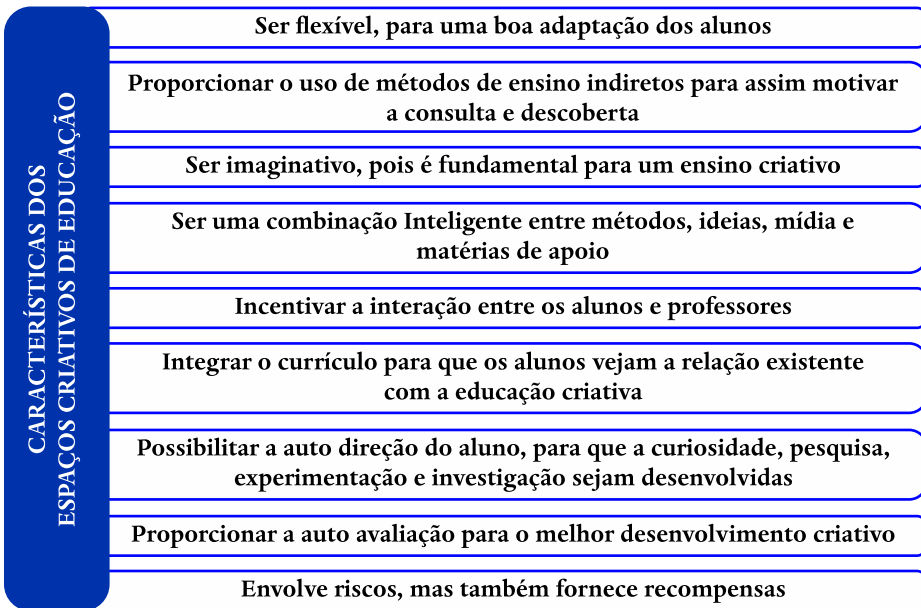 CARACTERÍSTICAS DOS
ESPAÇOS CRIATIVOS DE EDUCAÇÃO
Ser flexível, para uma boa adaptação dos alunos
Proporcionar o uso de métodos de ensino indiretos para assim motivar
a consulta e descoberta
Ser imaginativo, pois é fundamental para um ensino criativo
Ser uma combinação Inteligente entre métodos, ideias, mídia e
matérias de apoio
Incentivar a interação entre os alunos e professores
Integrar o currículo para que os alunos vejam a relação existente
com a educação criativa
Possibilitar a auto direção do aluno, para que a curiosidade, pesquisa,
experimentação e investigação sejam desenvolvidas
Proporcionar a auto avaliação para o melhor desenvolvimento criativo
Envolve riscos, mas também fornece recompensas